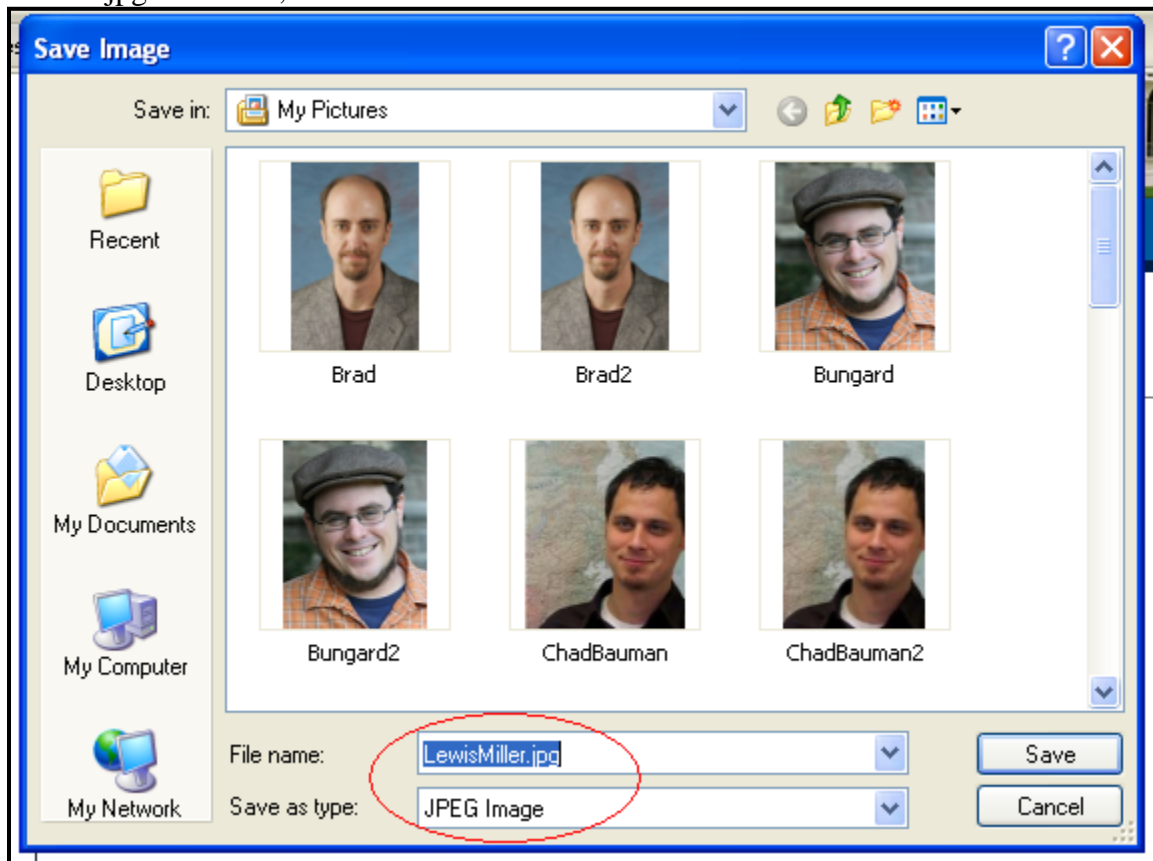 Save Image
Save in: My Pictures
Recent
Desktop
My Documents
My Computer
My Network
Brad Brad2 Bungard
Bungard2 ChadBauman ChadBauman2
File name: LewisMiller.jpg Save
Save as type: JPEG Image Cancel